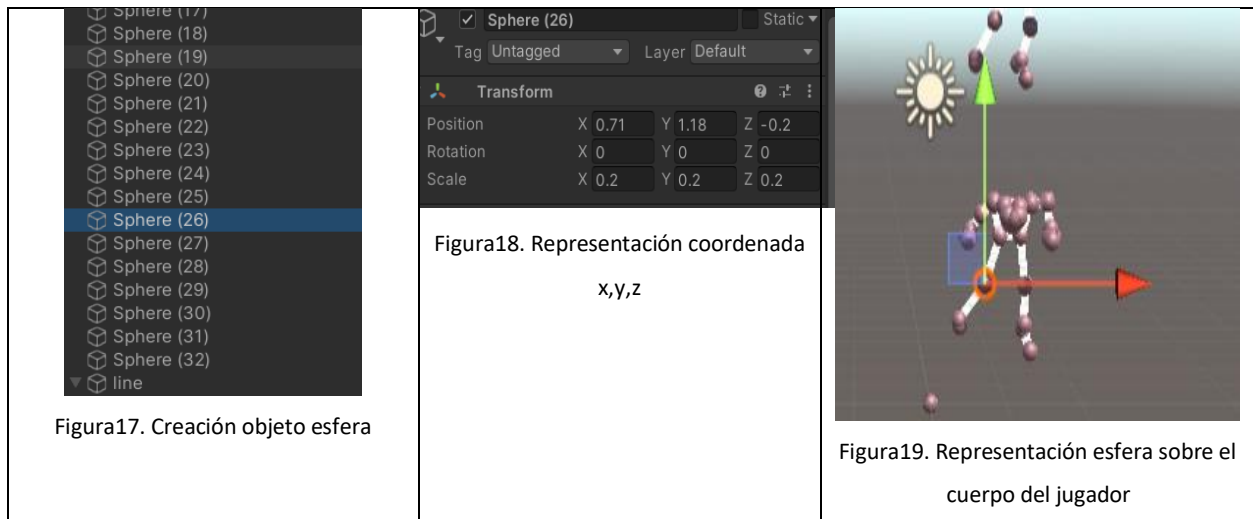 Sphere (17)
Sphere (18)
Sphere (19)
Sphere (20)
Sphere (21)
Sphere (22)
Sphere (23)
Sphere (24)
Sphere (25)
Sphere (26)
Sphere (27)
Sphere (28)
Sphere (29)
Sphere (30)
Sphere (31)
Sphere (32)
line
Figura17. Creación objeto esfera
Sphere (26) Static
Tag Untagged Layer Default
Transform
Position X 0.71 Y 1.18 Z -0.2
Rotation X 0 Y 0 Z 0
Scale X 0.2 Y 0.2 Z 0.2
Figura18. Representación coordenada
x,y,z
Figura19. Representación esfera sobre el
cuerpo del jugador